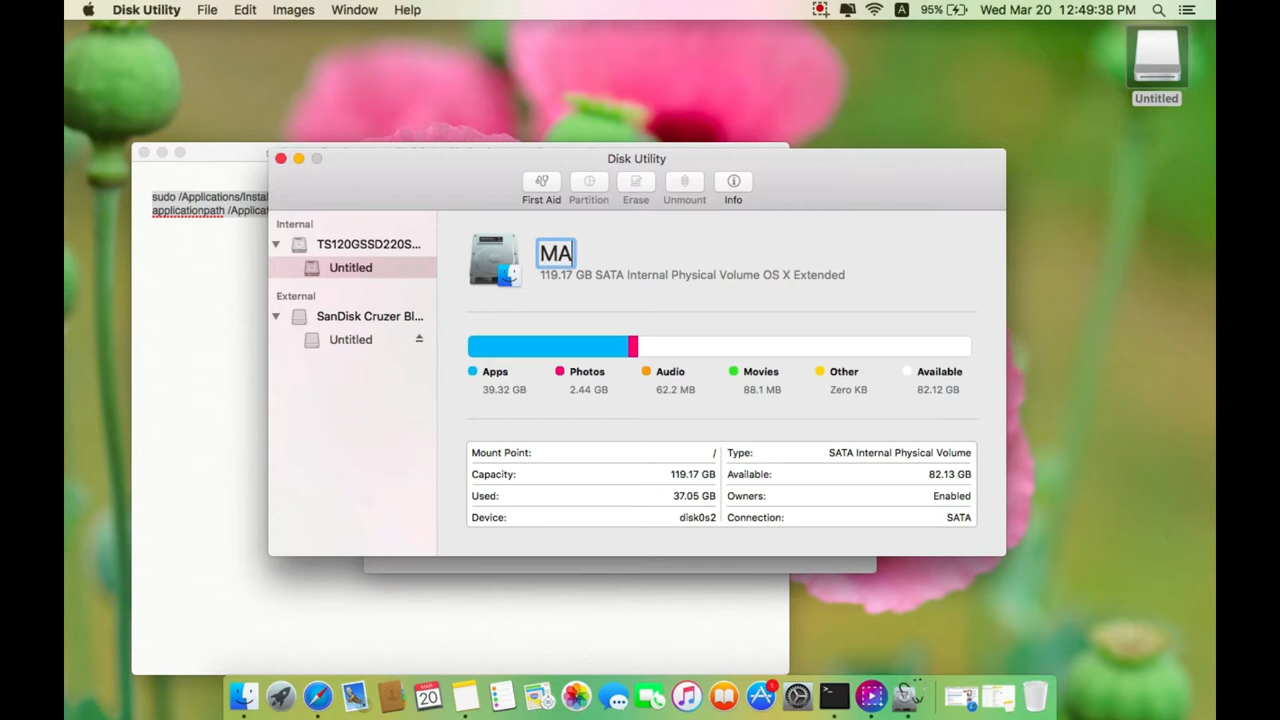 Disk Utility File Edit Images Window Help A 95% Wed Mar 20 12:49:38 PM
Untitled
Disk Utility
First Aid Partition Erase Unmount Info
sudo /Applications/Instal
applicationpath /Applicat
Internal
TS120GSSD220S...
Untitled
External
SanDisk Cruzer Bl...
Untitled
MA
119.17 GB SATA Internal Physical Volume OS X Extended
Apps Photos Audio Movies Other Available
39.32 GB 2.44 GB 62.2 MB 88.1 MB Zero KB 82.12 GB
Mount Point: / Type: SATA Internal Physical Volume
Capacity: 119.17 GB Available: 82.13 GB
Used: 37.05 GB Owners: Enabled
Device: disk0s2 Connection: SATA
MAR
20
1